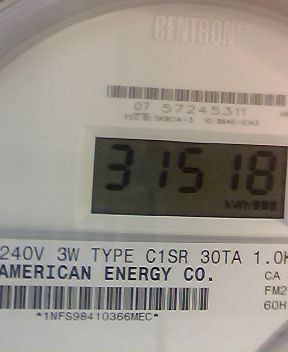 CENTRON
07 57245311
31518
kWh
240V 3W TYPE C1SR 30TA 1.0K
AMERICAN ENERGY CO.
CA
FM2
60H
*1NFS98410366MEC*